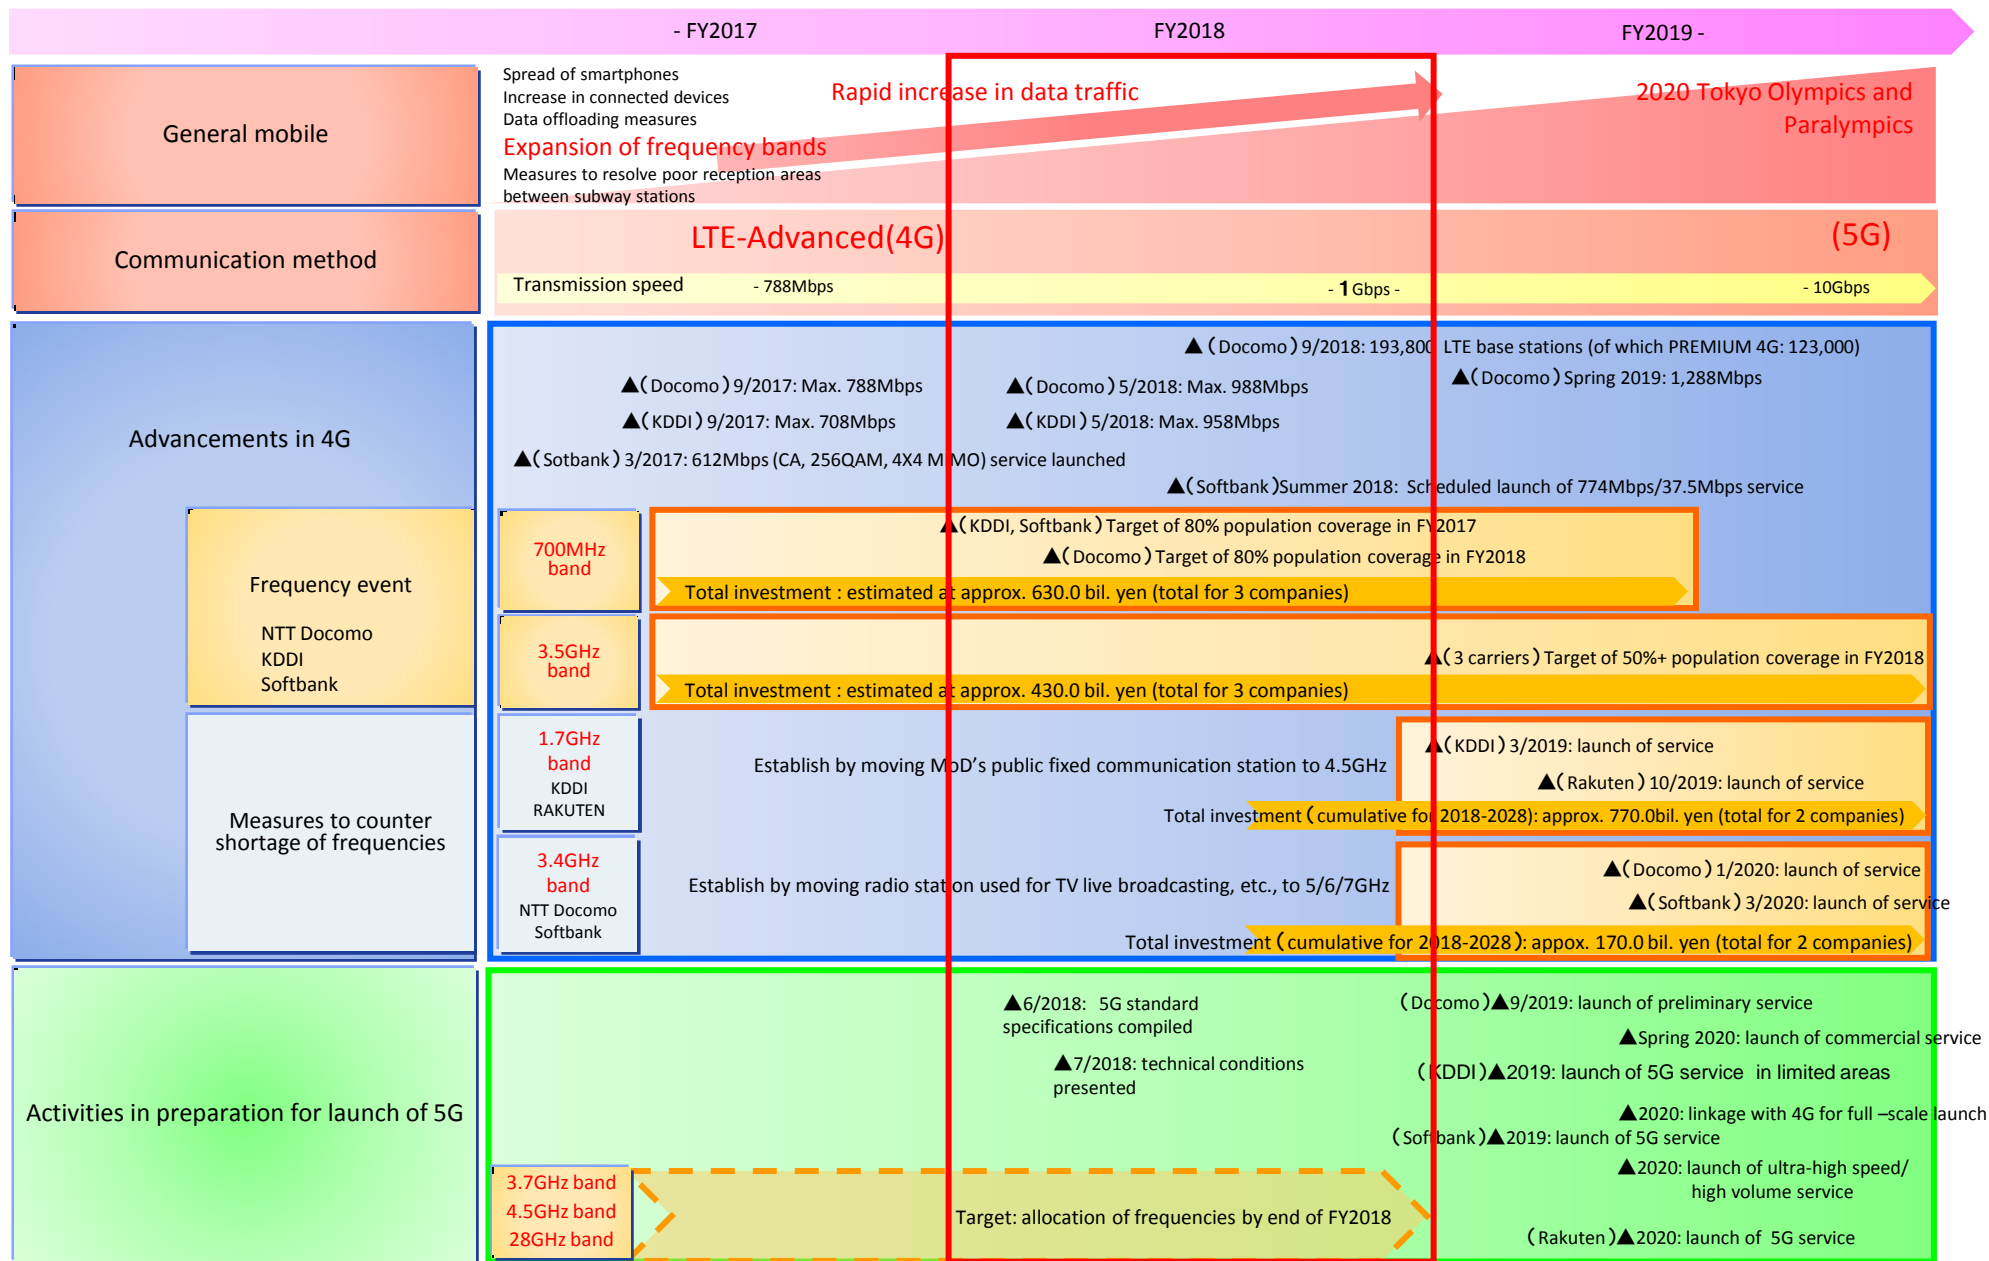 - FY2017
FY2018
FY2019 -
General mobile
Spread of smartphones
Increase in connected devices
Data offloading measures
Expansion of frequency bands
Measures to resolve poor reception areas
between subway stations
Rapid increase in data traffic
2020 Tokyo Olympics and
Paralympics
Communication method
LTE-Advanced(4G)
(5G)
Transmission speed
- 788Mbps
- 1 Gbps -
- 10Gbps
Advancements in 4G
▲(Docomo) 9/2018: 193,800 LTE base stations (of which PREMIUM 4G: 123,000)
▲(Docomo) 9/2017: Max. 788Mbps
▲(Docomo) 5/2018: Max. 988Mbps
▲(Docomo) Spring 2019: 1,288Mbps
▲(KDDI) 9/2017: Max. 708Mbps
▲(KDDI) 5/2018: Max. 958Mbps
▲(Sotbank) 3/2017: 612Mbps (CA, 256QAM, 4X4 MIMO) service launched
▲(Softbank)Summer 2018: Scheduled launch of 774Mbps/37.5Mbps service
Frequency event
NTT Docomo
KDDI
Softbank
700MHz
band
▲(KDDI, Softbank) Target of 80% population coverage in FY2017
▲(Docomo) Target of 80% population coverage in FY2018
Total investment : estimated at approx. 630.0 bil. yen (total for 3 companies)
3.5GHz
band
▲(3 carriers) Target of 50%+ population coverage in FY2018
Total investment : estimated at approx. 430.0 bil. yen (total for 3 companies)
Measures to counter
shortage of frequencies
1.7GHz
band
KDDI
RAKUTEN
Establish by moving MoD's public fixed communication station to 4.5GHz
▲(KDDI) 3/2019: launch of service
▲(Rakuten) 10/2019: launch of service
Total investment (cumulative for 2018-2028): approx. 770.0bil. yen (total for 2 companies)
3.4GHz
band
NTT Docomo
Softbank
Establish by moving radio station used for TV live broadcasting, etc., to 5/6/7GHz
▲(Docomo) 1/2020: launch of service
▲(Softbank) 3/2020: launch of service
Total investment (cumulative for 2018-2028): appox. 170.0 bil. yen (total for 2 companies)
Activities in preparation for launch of 5G
▲6/2018: 5G standard
specifications compiled
▲7/2018: technical conditions
presented
(Docomo)▲9/2019: launch of preliminary service
▲Spring 2020: launch of commercial service
(KDDI)▲2019: launch of 5G service in limited areas
▲2020: linkage with 4G for full –scale launch
(Softbank)▲2019: launch of 5G service
▲2020: launch of ultra-high speed/
high volume service
(Rakuten)▲2020: launch of 5G service
3.7GHz band
4.5GHz band
28GHz band
Target: allocation of frequencies by end of FY2018